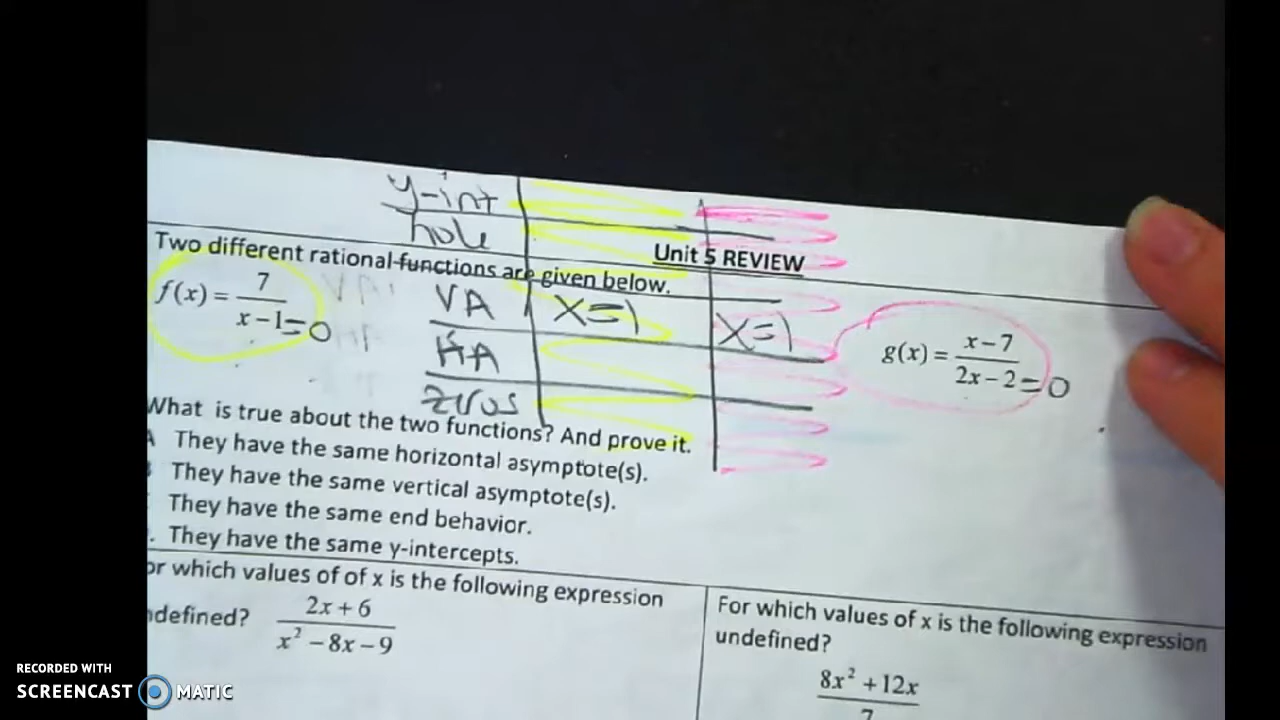 y-int
hole
Unit 5 REVIEW
Two different rational functions are given below.
f(x) = 7 / (x - 1) = 0
VA x=1 x=1
HA
zeros
g(x) = (x - 7) / (2x - 2) = 0
What is true about the two functions? And prove it.
A They have the same horizontal asymptote(s).
They have the same vertical asymptote(s).
They have the same end behavior.
. They have the same y-intercepts.
or which values of of x is the following expression
ndefined? (2x + 6) / (x² - 8x - 9)
For which values of x is the following expression
undefined?
8x² + 12x
7
RECORDED WITH
SCREENCAST MATIC